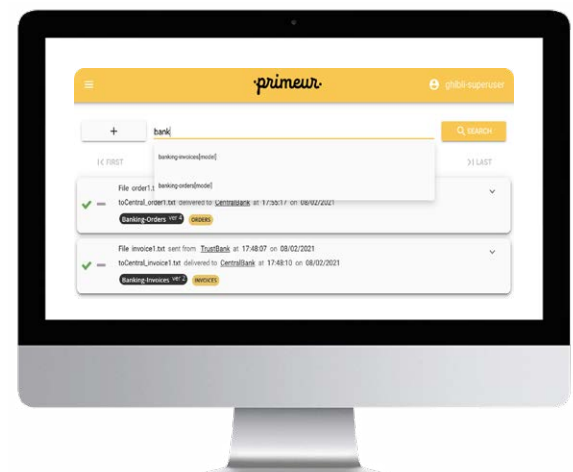 ·primeur·
ghibli-superuser
+
bank
SEARCH
|< FIRST
>| LAST
banking-invoices[model]
banking-orders[model]
File order1.t
toCentral_order1.txt delivered to CentralBank at 17:55:17 on 08/02/2021
Banking-Orders ver 4 ORDERS
File invoice1.txt sent from TrustBank at 17:48:07 on 08/02/2021
toCentral_invoice1.txt delivered to CentralBank at 17:48:10 on 08/02/2021
Banking-Invoices ver 2 INVOICES